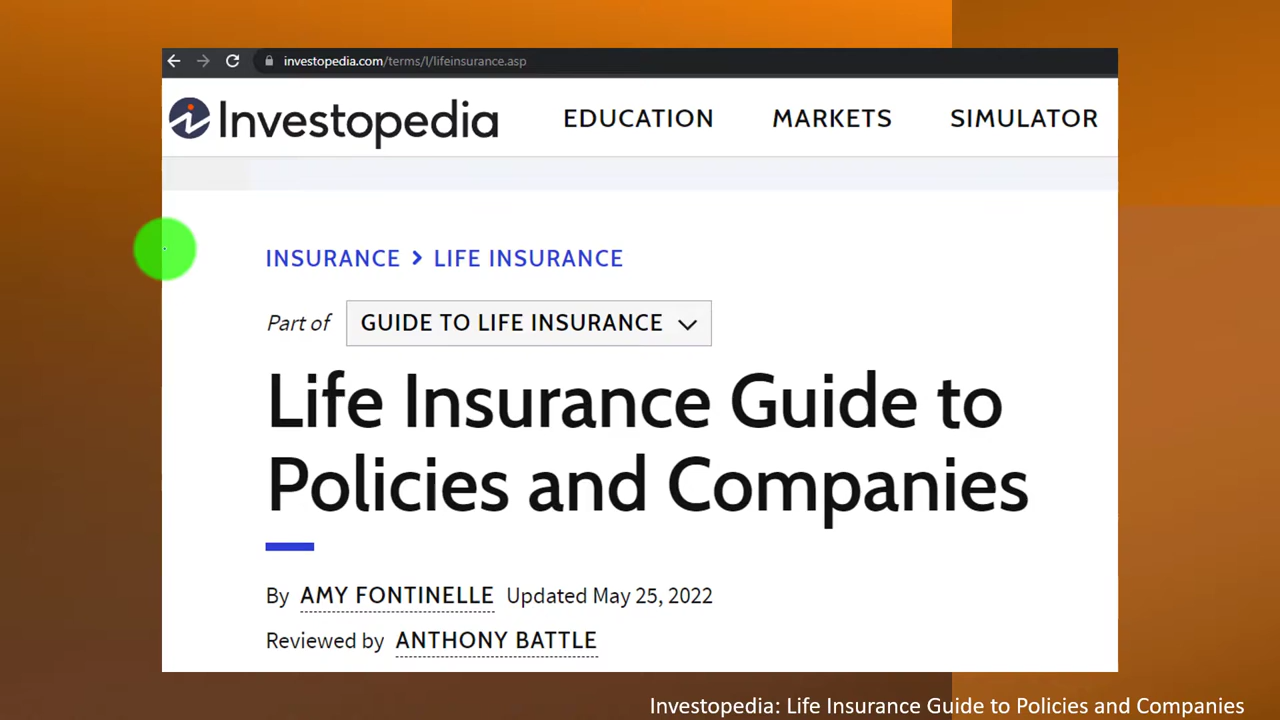 investopedia.com/terms/l/lifeinsurance.asp
Investopedia EDUCATION MARKETS SIMULATOR
INSURANCE > LIFE INSURANCE
Part of GUIDE TO LIFE INSURANCE
Life Insurance Guide to
Policies and Companies
By AMY FONTINELLE Updated May 25, 2022
Reviewed by ANTHONY BATTLE
Investopedia: Life Insurance Guide to Policies and Companies